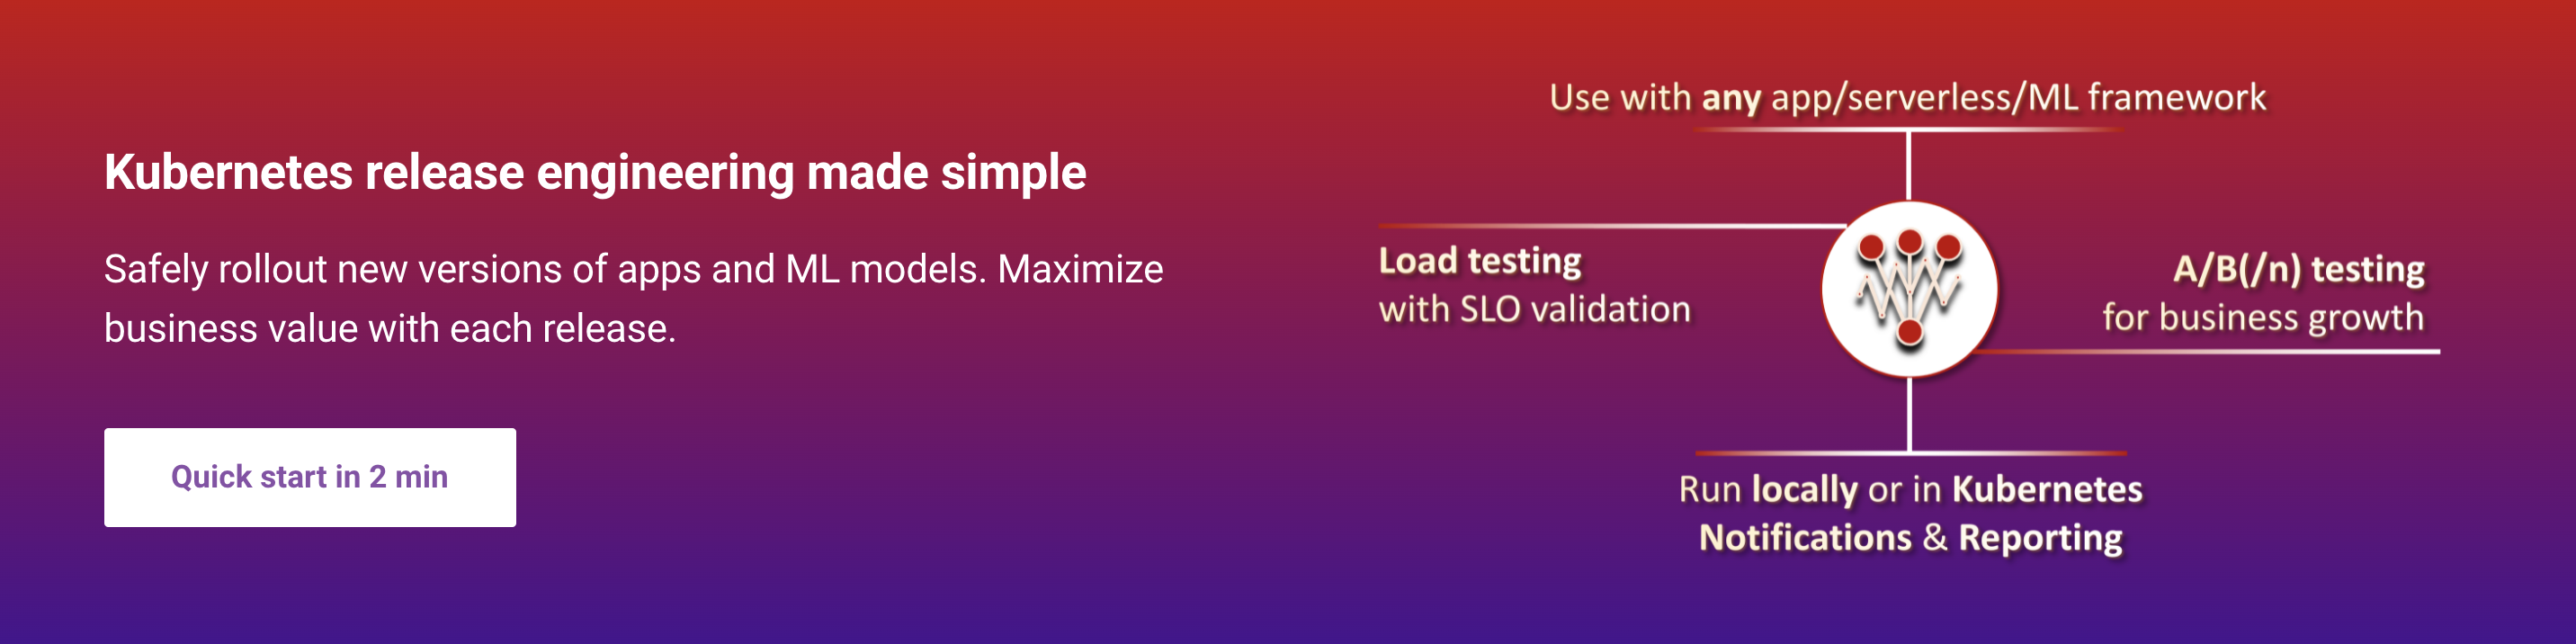 Kubernetes release engineering made simple
Safely rollout new versions of apps and ML models. Maximize
business value with each release.
Quick start in 2 min
Use with any app/serverless/ML framework
Load testing
with SLO validation
A/B(/n) testing
for business growth
Run locally or in Kubernetes
Notifications & Reporting